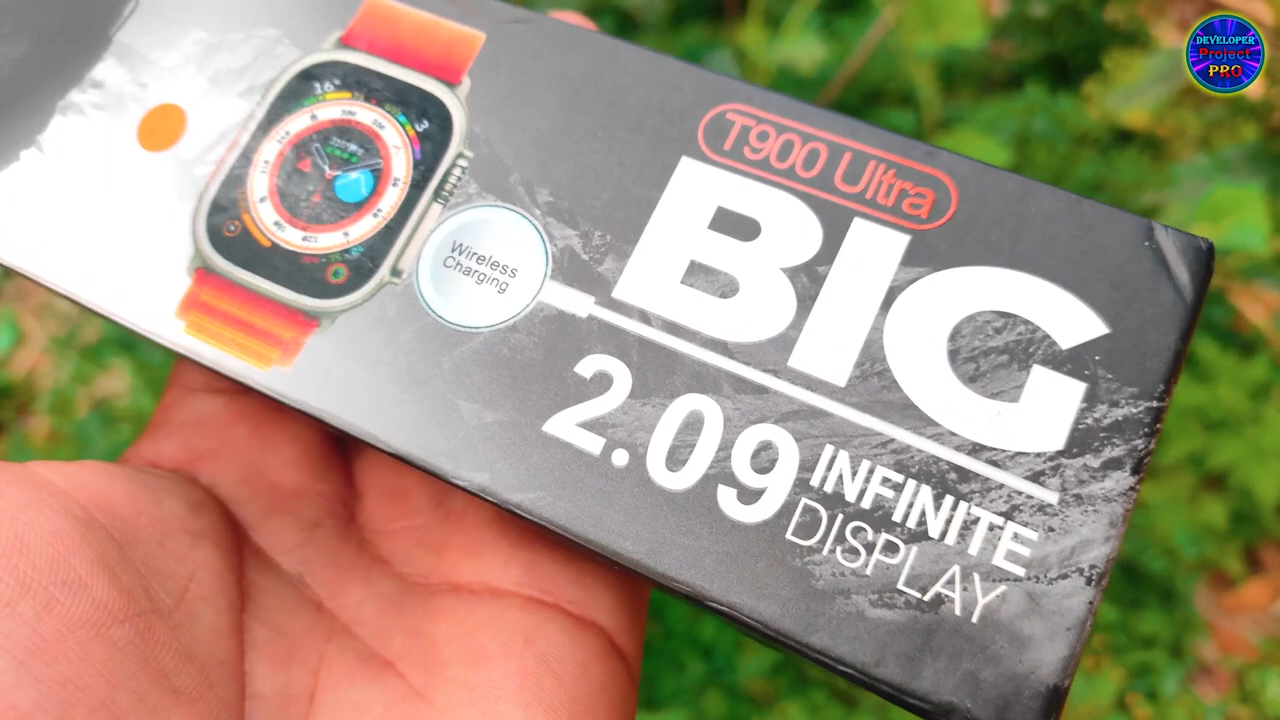 DEVELOPER
Project
PRO
T900 Ultra
BIG
Wireless
Charging
2.09 INFINITE
DISPLAY